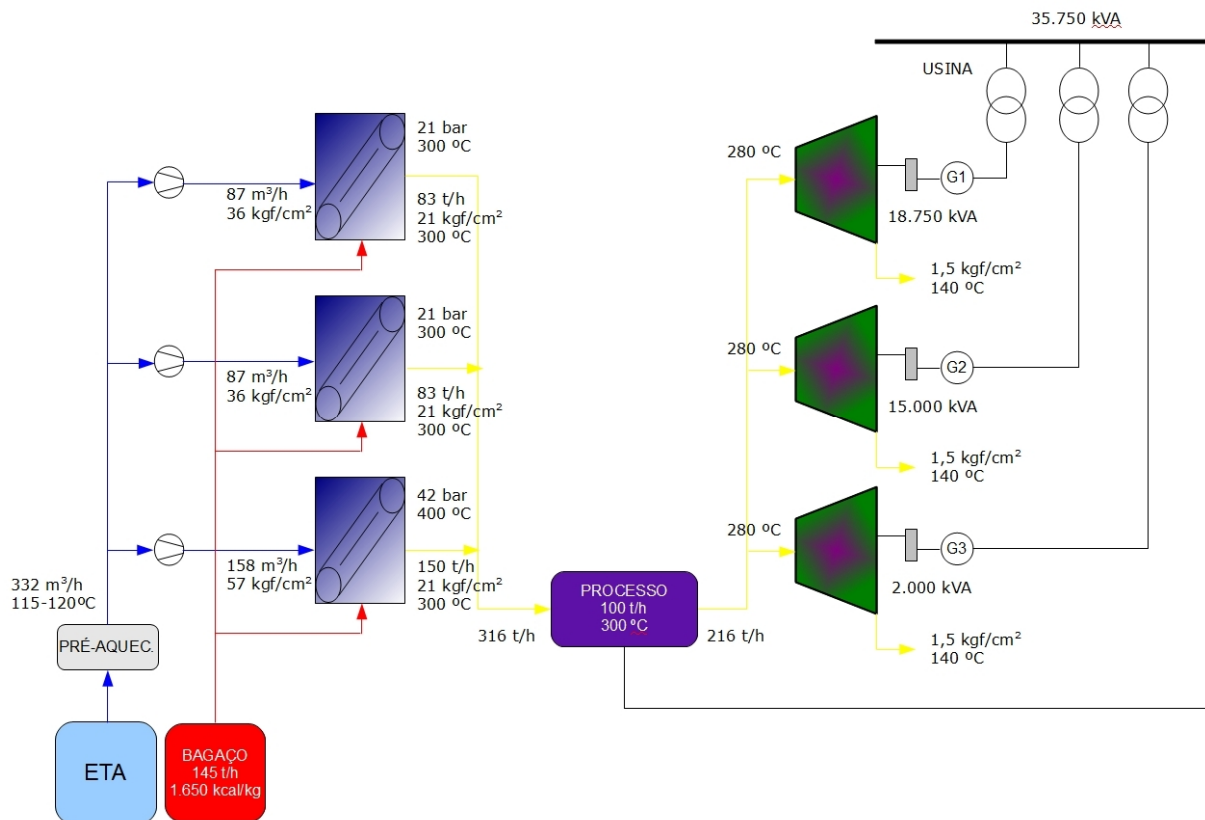 35.750 kVA
USINA
21 bar
300 ºC
87 m³/h
36 kgf/cm²
83 t/h
21 kgf/cm²
300 ºC
21 bar
300 ºC
87 m³/h
36 kgf/cm²
83 t/h
21 kgf/cm²
300 ºC
42 bar
400 ºC
158 m³/h
57 kgf/cm²
150 t/h
21 kgf/cm²
300 ºC
332 m³/h
115-120ºC
PRÉ-AQUEC.
ETA
BAGAÇO
145 t/h
1.650 kcal/kg
316 t/h
PROCESSO
100 t/h
300 ºC
216 t/h
280 ºC
G1
18.750 kVA
1,5 kgf/cm²
140 ºC
280 ºC
G2
15.000 kVA
1,5 kgf/cm²
140 ºC
280 ºC
G3
2.000 kVA
1,5 kgf/cm²
140 ºC